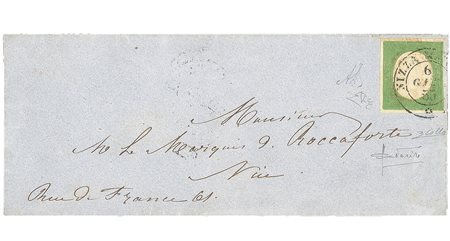 NIZZA
6
Monsieur
M. Le Marquis d. Roccaforte
Nice
Rue de France 61.